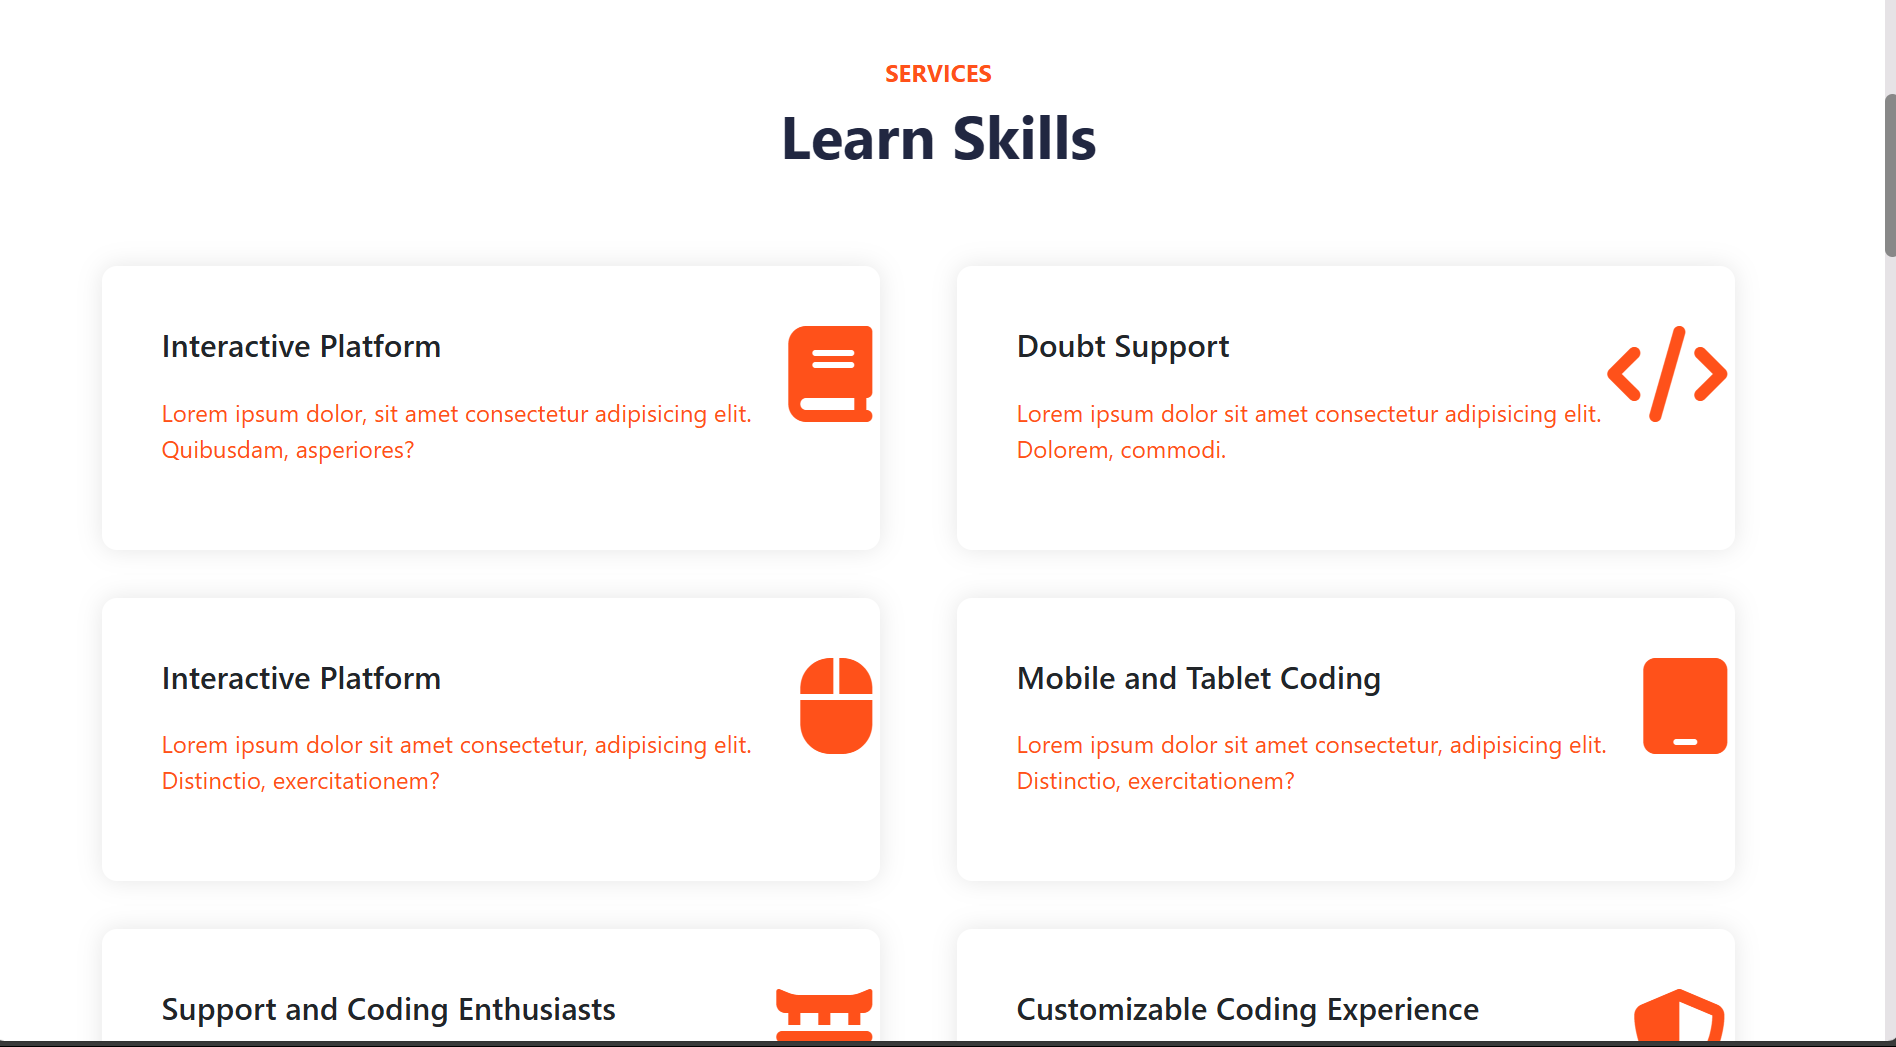 SERVICES
Learn Skills
Interactive Platform
Lorem ipsum dolor, sit amet consectetur adipisicing elit.
Quibusdam, asperiores?
Doubt Support
Lorem ipsum dolor sit amet consectetur adipisicing elit.
Dolorem, commodi.
Interactive Platform
Lorem ipsum dolor sit amet consectetur, adipisicing elit.
Distinctio, exercitationem?
Mobile and Tablet Coding
Lorem ipsum dolor sit amet consectetur, adipisicing elit.
Distinctio, exercitationem?
Support and Coding Enthusiasts
Customizable Coding Experience